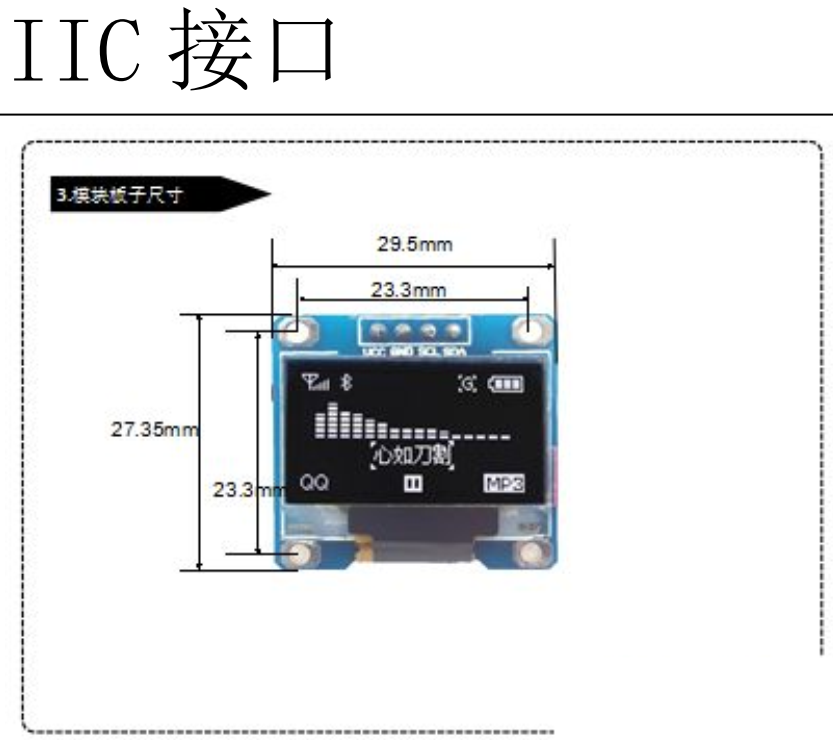 IIC 接口
3.模块板子尺寸
29.5mm
23.3mm
VCC GND SCL SDA
G
27.35mm
心如刀割
23.3mm
QQ
MP3